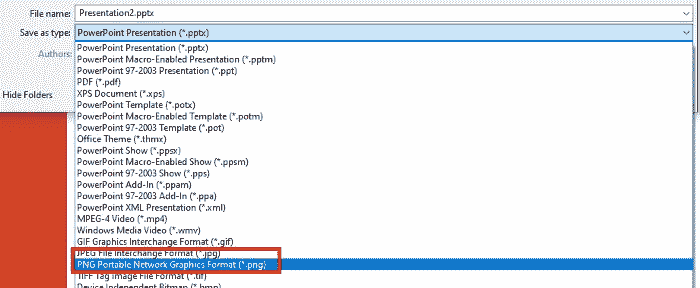 File name: Presentation2.pptx
Save as type: PowerPoint Presentation (*.pptx)
Authors: PowerPoint Presentation (*.pptx)
PowerPoint Macro-Enabled Presentation (*.pptm)
PowerPoint 97-2003 Presentation (*.ppt)
PDF (*.pdf)
XPS Document (*.xps)
Hide Folders
PowerPoint Template (*.potx)
PowerPoint Macro-Enabled Template (*.potm)
PowerPoint 97-2003 Template (*.pot)
Office Theme (*.thmx)
PowerPoint Show (*.ppsx)
PowerPoint Macro-Enabled Show (*.ppsm)
PowerPoint 97-2003 Show (*.pps)
PowerPoint Add-In (*.ppam)
PowerPoint 97-2003 Add-In (*.ppa)
PowerPoint XML Presentation (*.xml)
MPEG-4 Video (*.mp4)
Windows Media Video (*.wmv)
GIF Graphics Interchange Format (*.gif)
JPEG File Interchange Format (*.jpg)
PNG Portable Network Graphics Format (*.png)
TIFF Tag Image File Format (*.tif)
Device Independent Bitmap (*.bmp)